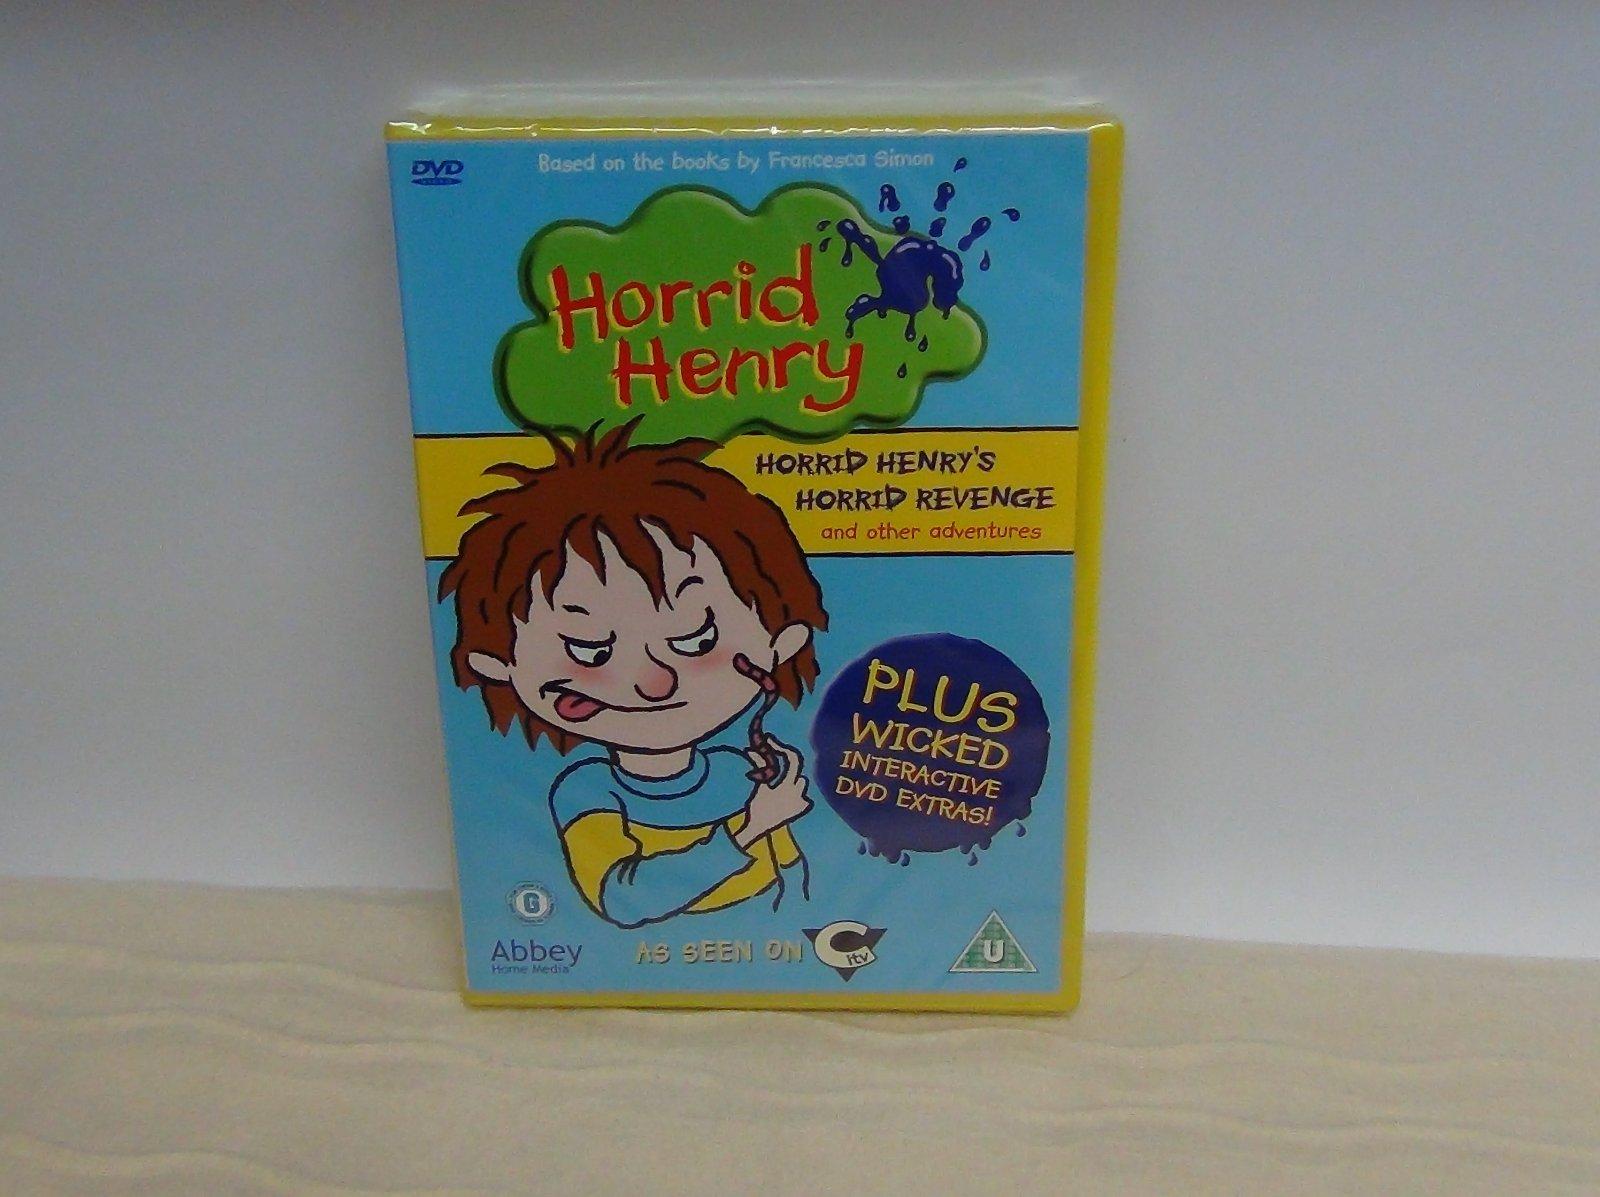 DVD
VIDEO
Based on the books by Francesca Simon
Horrid
Henry
HORRID HENRY'S
HORRID REVENGE
and other adventures
PLUS
WICKED
INTERACTIVE
DVD EXTRAS!
G
Abbey
Home Media
AS SEEN ON Citv
U